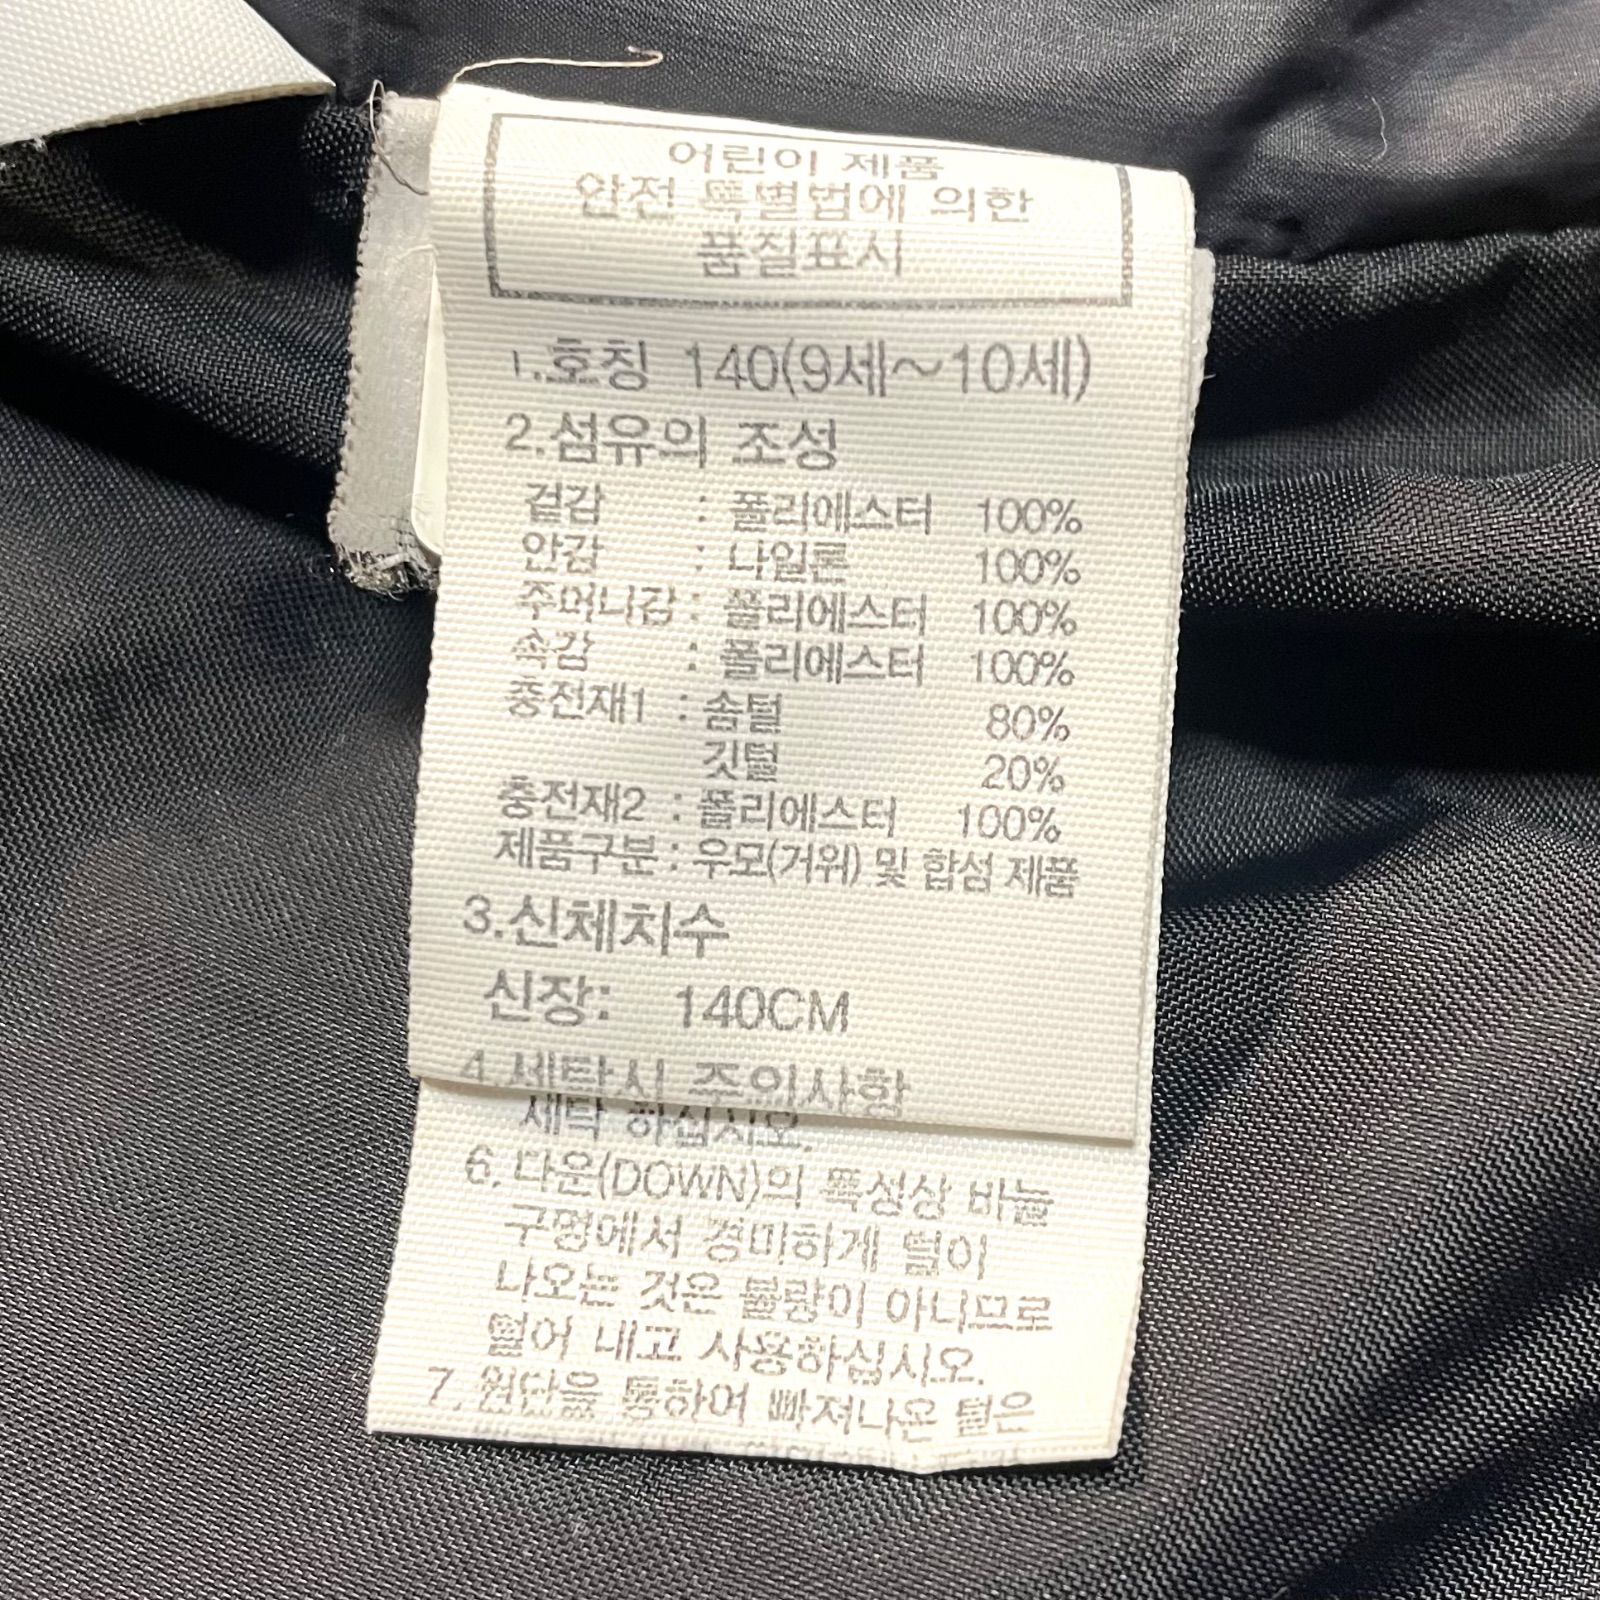 어린이 제품
안전 특별법에 의한
품질표시
1.호칭 140(9세~10세)
2.섬유의 조성
겉감 : 폴리에스터 100%
안감 : 나일론 100%
주머니감 : 폴리에스터 100%
속감 : 폴리에스터 100%
충전재1 : 솜털 80%
깃털 20%
충전재2 : 폴리에스터 100%
제품구분 : 우모(거위) 및 합섬 제품
3.신체치수
신장: 140CM
4.세탁시 주의사항
세탁 하십시오.
6.다운(DOWN)의 특성상 바늘
구멍에서 경미하게 털이
나오는 것은 불량이 아니므로
털어 내고 사용하십시오.
7.원단을 통하여 빠져나온 털은